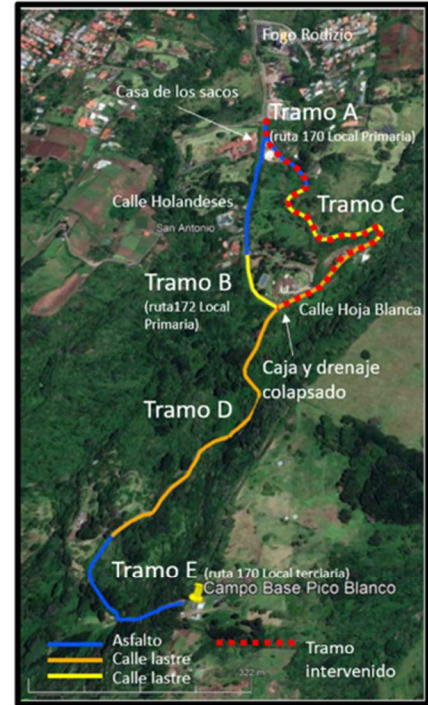 Fogo Rodizio
Casa de los sacos
Tramo A
(ruta 170 Local Primaria)
Calle Holandeses
Tramo C
San Antonio
Tramo B
(ruta172 Local
Primaria)
Calle Hoja Blanca
Caja y drenaje
colapsado
Tramo D
Tramo E (ruta 170 Local terciaria)
Campo Base Pico Blanco
Asfalto
Calle lastre
Calle lastre
Tramo
intervenido
322 m